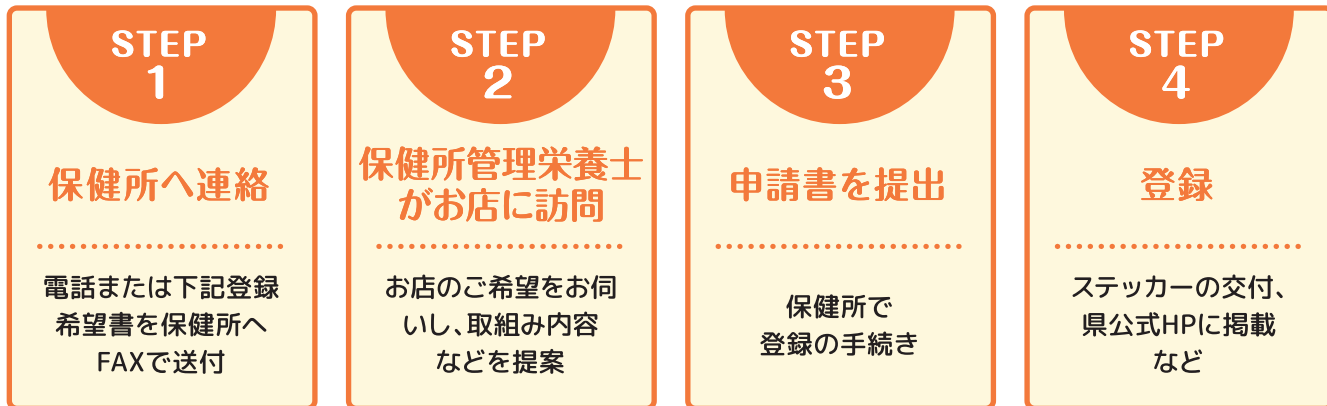 STEP
1
保健所へ連絡
電話または下記登録
希望書を保健所へ
FAXで送付
STEP
2
保健所管理栄養士
がお店に訪問
お店のご希望をお伺
いし、取組み内容
などを提案
STEP
3
申請書を提出
保健所で
登録の手続き
STEP
4
登録
ステッカーの交付、
県公式HPに掲載
など